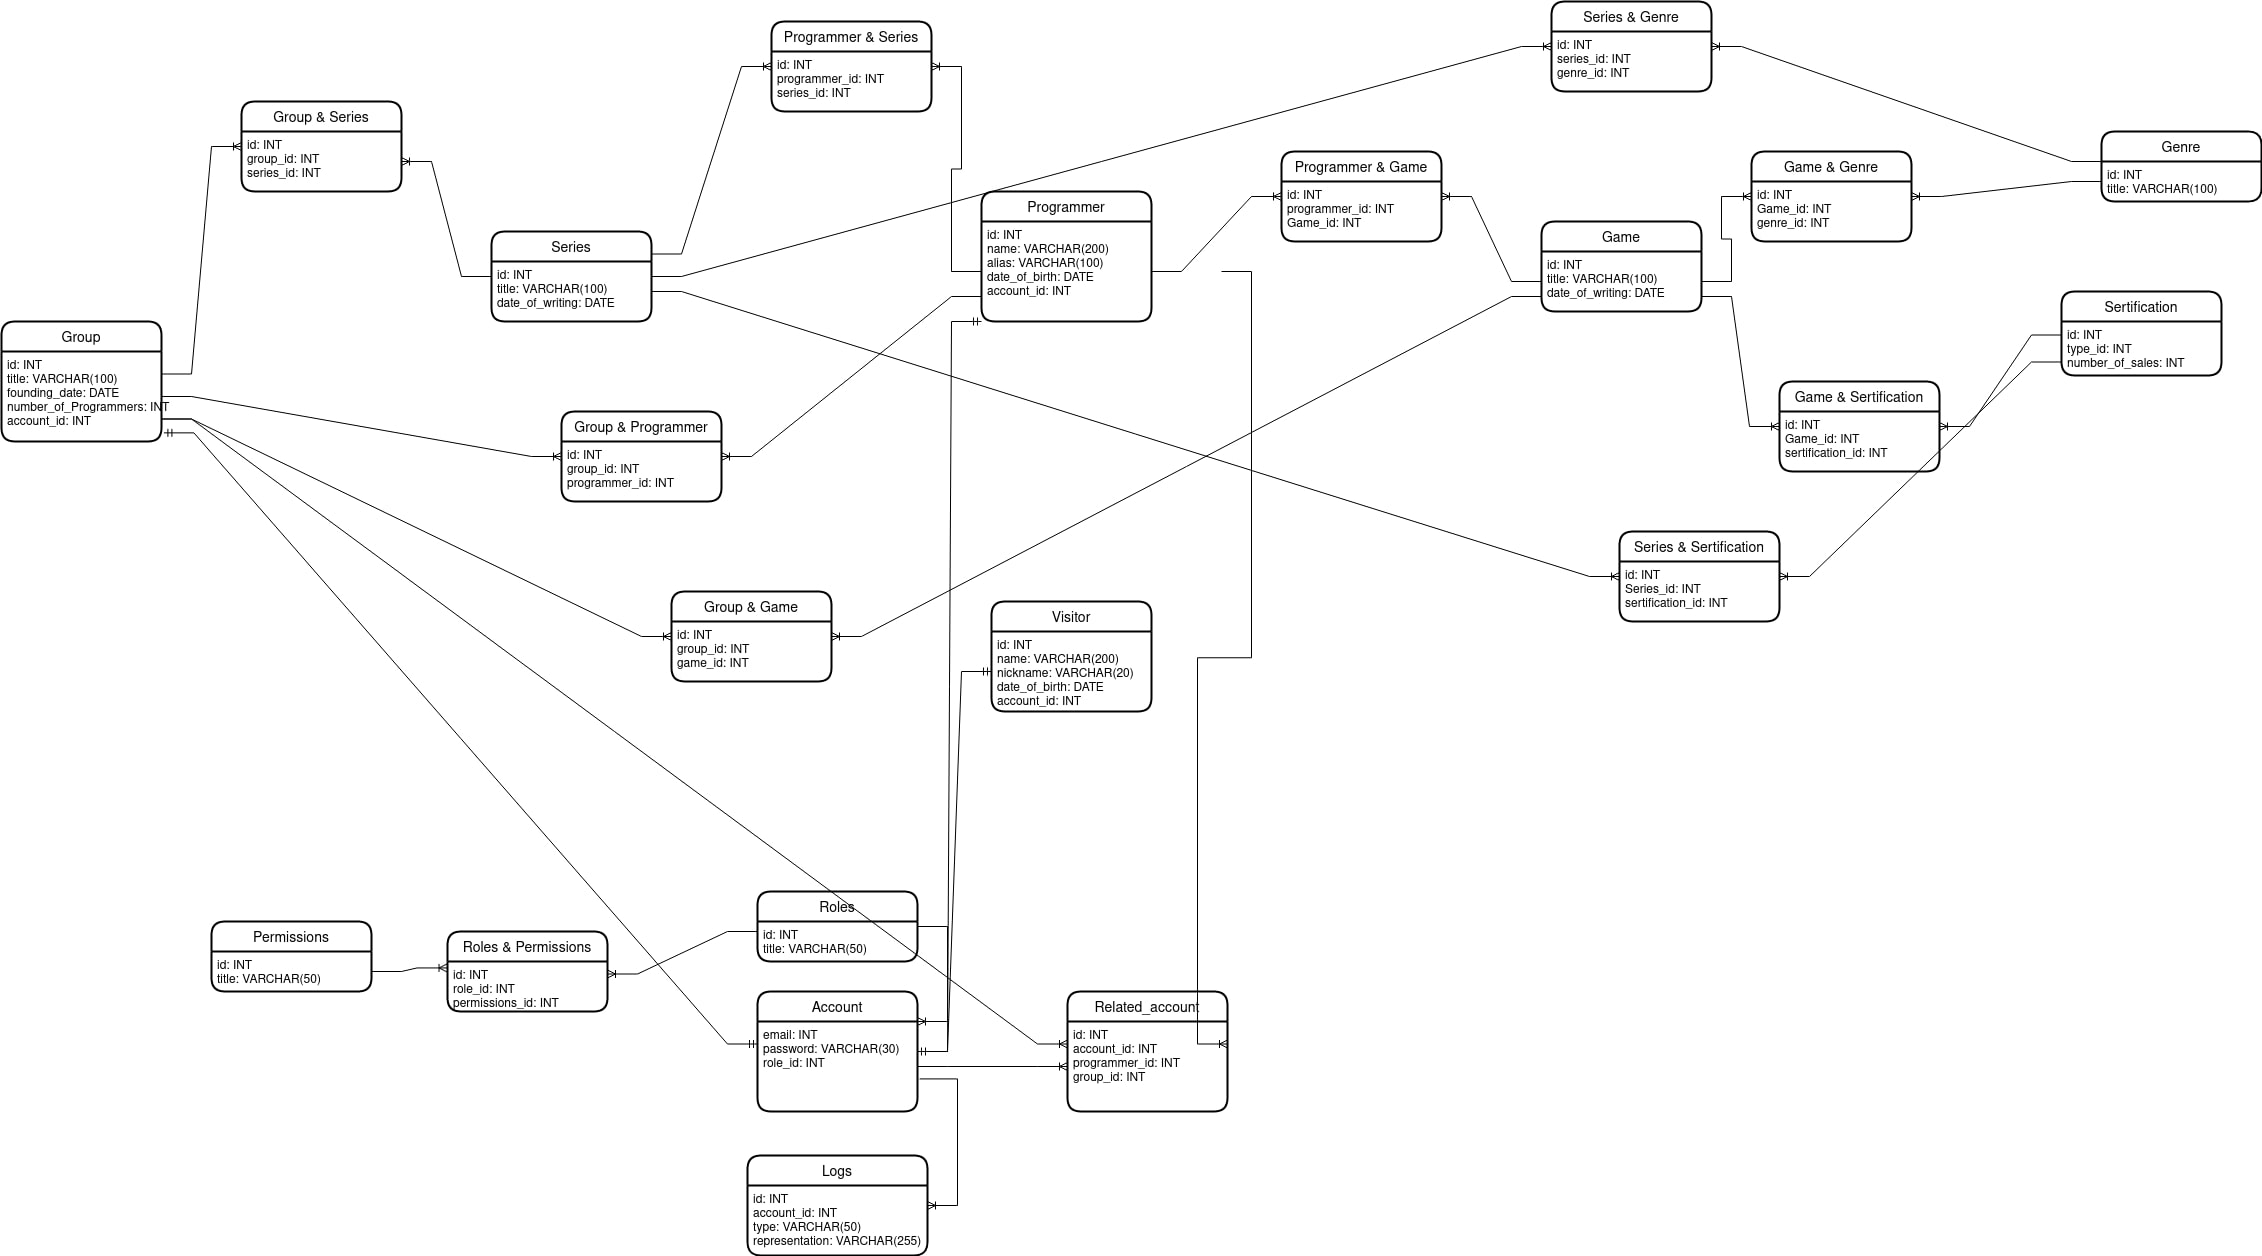 Series & Genre
id: INT
series_id: INT
genre_id: INT
Programmer & Series
id: INT
programmer_id: INT
series_id: INT
Group & Series
id: INT
group_id: INT
series_id: INT
Genre
id: INT
title: VARCHAR(100)
Programmer & Game
id: INT
programmer_id: INT
Game_id: INT
Game & Genre
id: INT
Game_id: INT
genre_id: INT
Programmer
id: INT
name: VARCHAR(200)
alias: VARCHAR(100)
date_of_birth: DATE
account_id: INT
Series
id: INT
title: VARCHAR(100)
date_of_writing: DATE
Game
id: INT
title: VARCHAR(100)
date_of_writing: DATE
Sertification
id: INT
type_id: INT
number_of_sales: INT
Group
id: INT
title: VARCHAR(100)
founding_date: DATE
number_of_Programmers: INT
account_id: INT
Game & Sertification
id: INT
Game_id: INT
sertification_id: INT
Group & Programmer
id: INT
group_id: INT
programmer_id: INT
Series & Sertification
id: INT
Series_id: INT
sertification_id: INT
Group & Game
id: INT
group_id: INT
game_id: INT
Visitor
id: INT
name: VARCHAR(200)
nickname: VARCHAR(20)
date_of_birth: DATE
account_id: INT
Roles
id: INT
title: VARCHAR(50)
Permissions
id: INT
title: VARCHAR(50)
Roles & Permissions
id: INT
role_id: INT
permissions_id: INT
Account
email: INT
password: VARCHAR(30)
role_id: INT
Related_account
id: INT
account_id: INT
programmer_id: INT
group_id: INT
Logs
id: INT
account_id: INT
type: VARCHAR(50)
representation: VARCHAR(255)